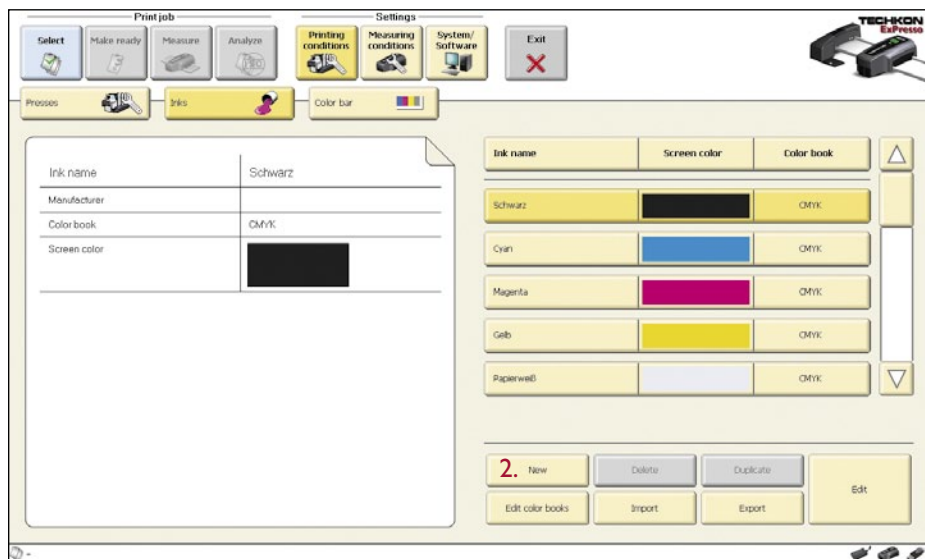 Print job
Settings
Select
Make ready
Measure
Analyze
Printing
conditions
Measuring
conditions
System/
Software
Exit
TECHKON
ExPresso
Presses
Inks
Color bar
Ink name Schwarz
Manufacturer
Color book CMYK
Screen color
Ink name Screen color Color book
Schwarz CMYK
Cyan CMYK
Magenta CMYK
Gelb CMYK
Papierweiß CMYK
2. New
Delete
Duplicate
Edit
Edit color books
Import
Export
-